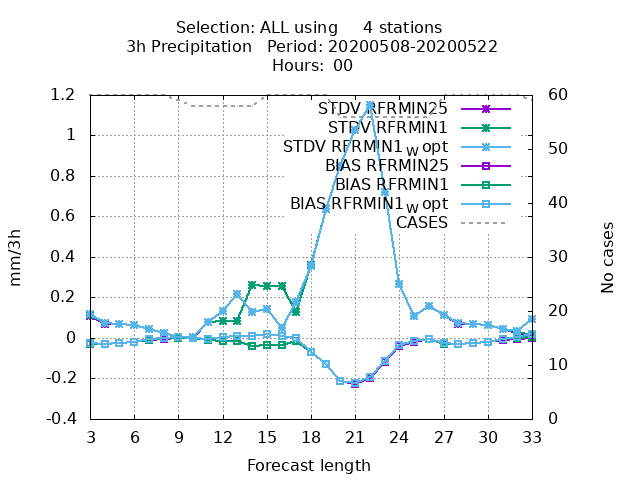 Selection: ALL using 4 stations
3h Precipitation Period: 20200508-20200522
Hours: 00
1.2
1
0.8
0.6
0.4
0.2
0
-0.2
-0.4
mm/3h
60
50
40
30
20
10
0
No cases
STDV RFRMIN25
STDV RFRMIN1
STDV RFRMIN1_W opt
BIAS RFRMIN25
BIAS RFRMIN1
BIAS RFRMIN1_W opt
CASES
3 6 9 12 15 18 21 24 27 30 33
Forecast length